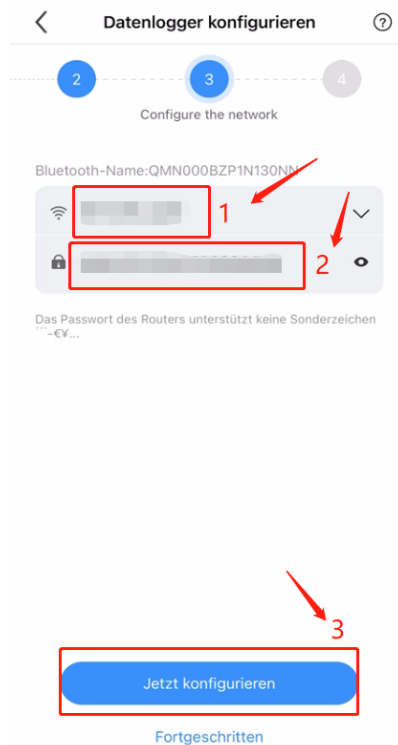 Datenlogger konfigurieren
2
3
4
Configure the network
Bluetooth-Name:QMN000BZP1N130NN
1
2
Das Passwort des Routers unterstützt keine Sonderzeichen
-€¥...
3
Jetzt konfigurieren
Fortgeschritten